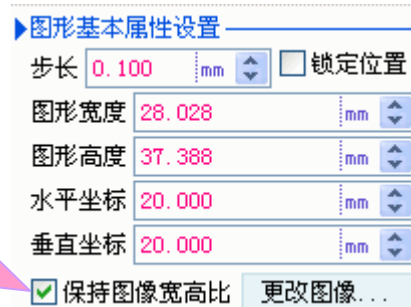 图形基本属性设置
步长 0.100 mm 锁定位置
图形宽度 28.028 mm
图形高度 37.388 mm
水平坐标 20.000 mm
垂直坐标 20.000 mm
保持图像宽高比 更改图像...